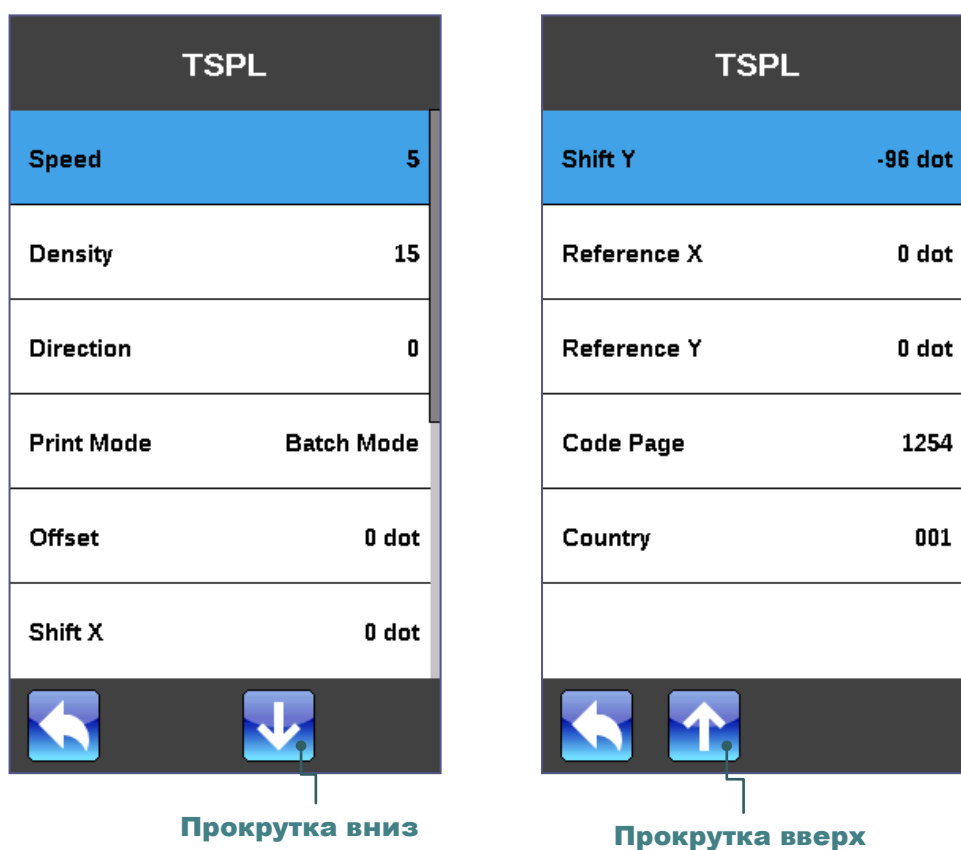 TSPL
Speed 5
Density 15
Direction 0
Print Mode Batch Mode
Offset 0 dot
Shift X 0 dot
Прокрутка вниз
TSPL
Shift Y -96 dot
Reference X 0 dot
Reference Y 0 dot
Code Page 1254
Country 001
Прокрутка вверх